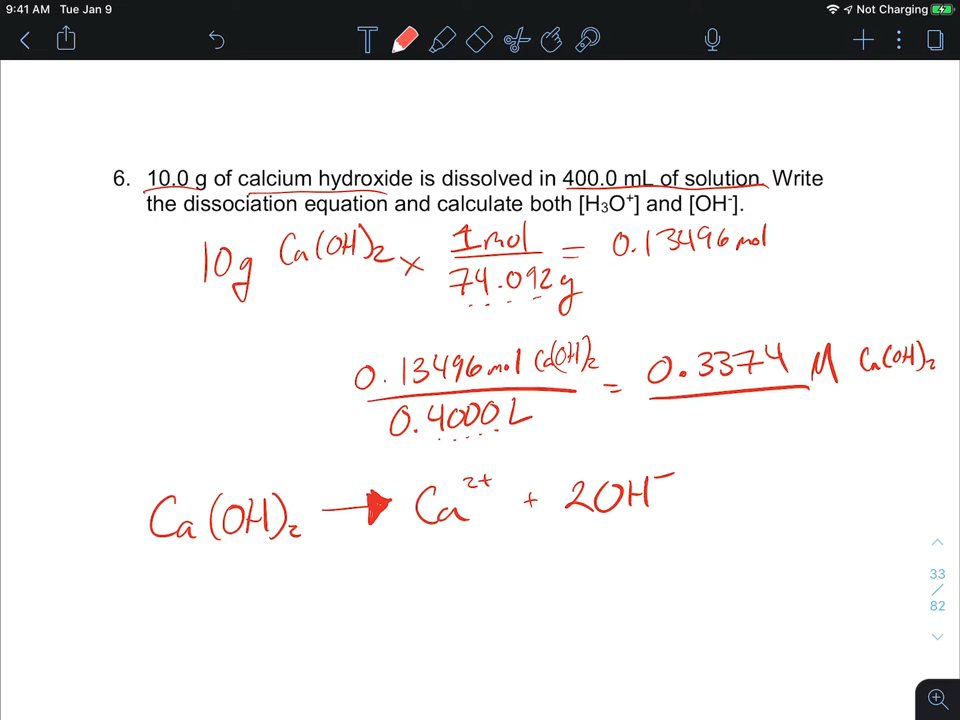 9:41 AM Tue Jan 9
Not Charging
T
6. 10.0 g of calcium hydroxide is dissolved in 400.0 mL of solution. Write
the dissociation equation and calculate both [H₃O⁺] and [OH⁻].
10g Ca(OH)₂ × 1 mol / 74.092 g = 0.13496 mol
0.13496 mol Ca(OH)₂ / 0.4000 L = 0.3374 M Ca(OH)₂
Ca(OH)₂ → Ca²⁺ + 2OH⁻
33
/
82